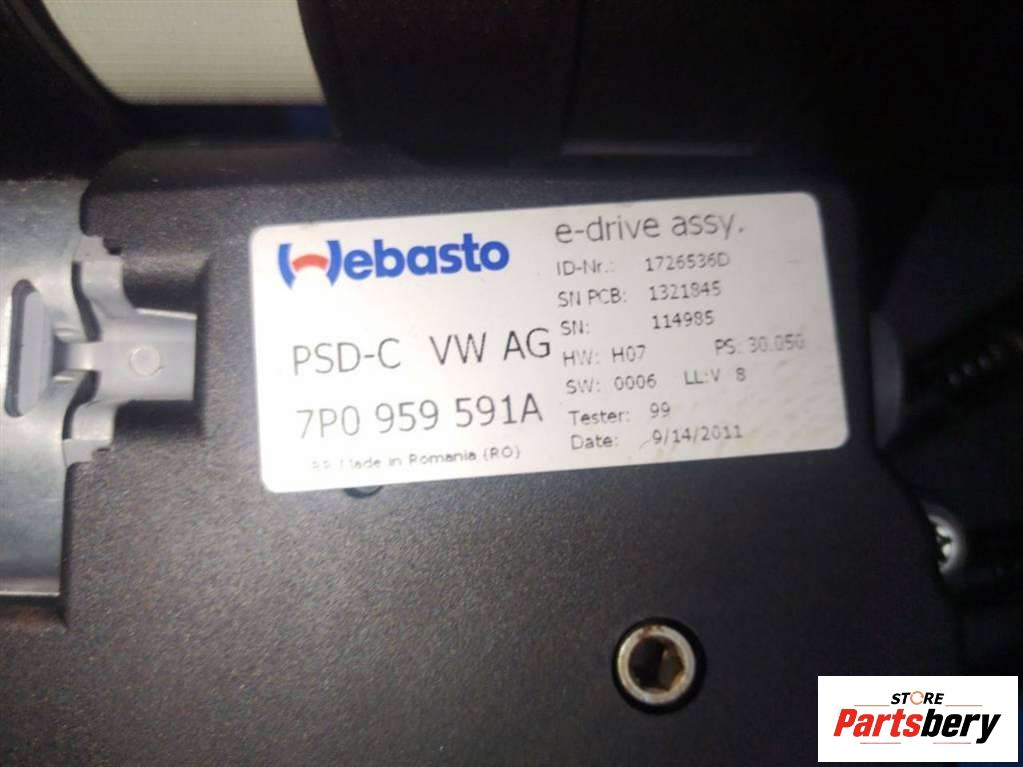 Webasto
e-drive assy.
ID-Nr.: 1726536D
SN PCB: 1321845
SN: 114985
PSD-C VW AG
HW: H07 PS: 30.050
SW: 0006 LL:V 8
7P0 959 591A
Tester: 99
Date: 9/14/2011
Made in Romania (RO)
STORE
Partsbery